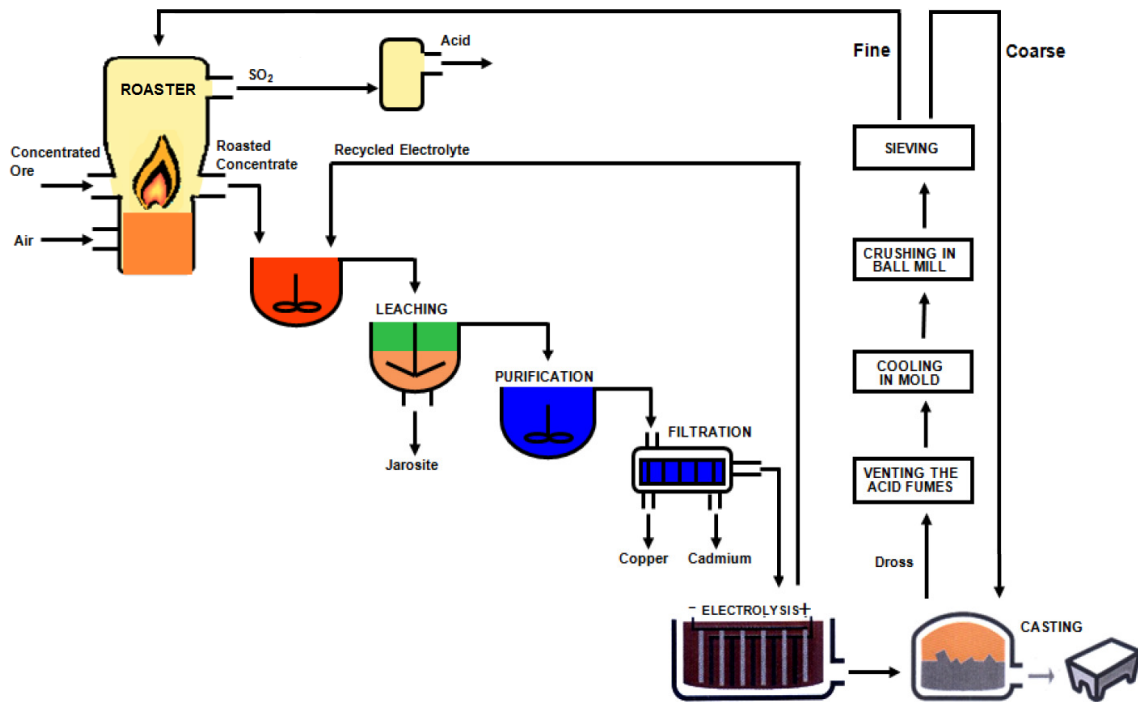 Acid
Fine
Coarse
SO₂
ROASTER
Concentrated
Ore
Roasted
Concentrate
Recycled Electrolyte
SIEVING
Air
CRUSHING IN
BALL MILL
LEACHING
COOLING
IN MOLD
PURIFICATION
FILTRATION
VENTING THE
ACID FUMES
Jarosite
Copper
Cadmium
Dross
- ELECTROLYSIS+
CASTING